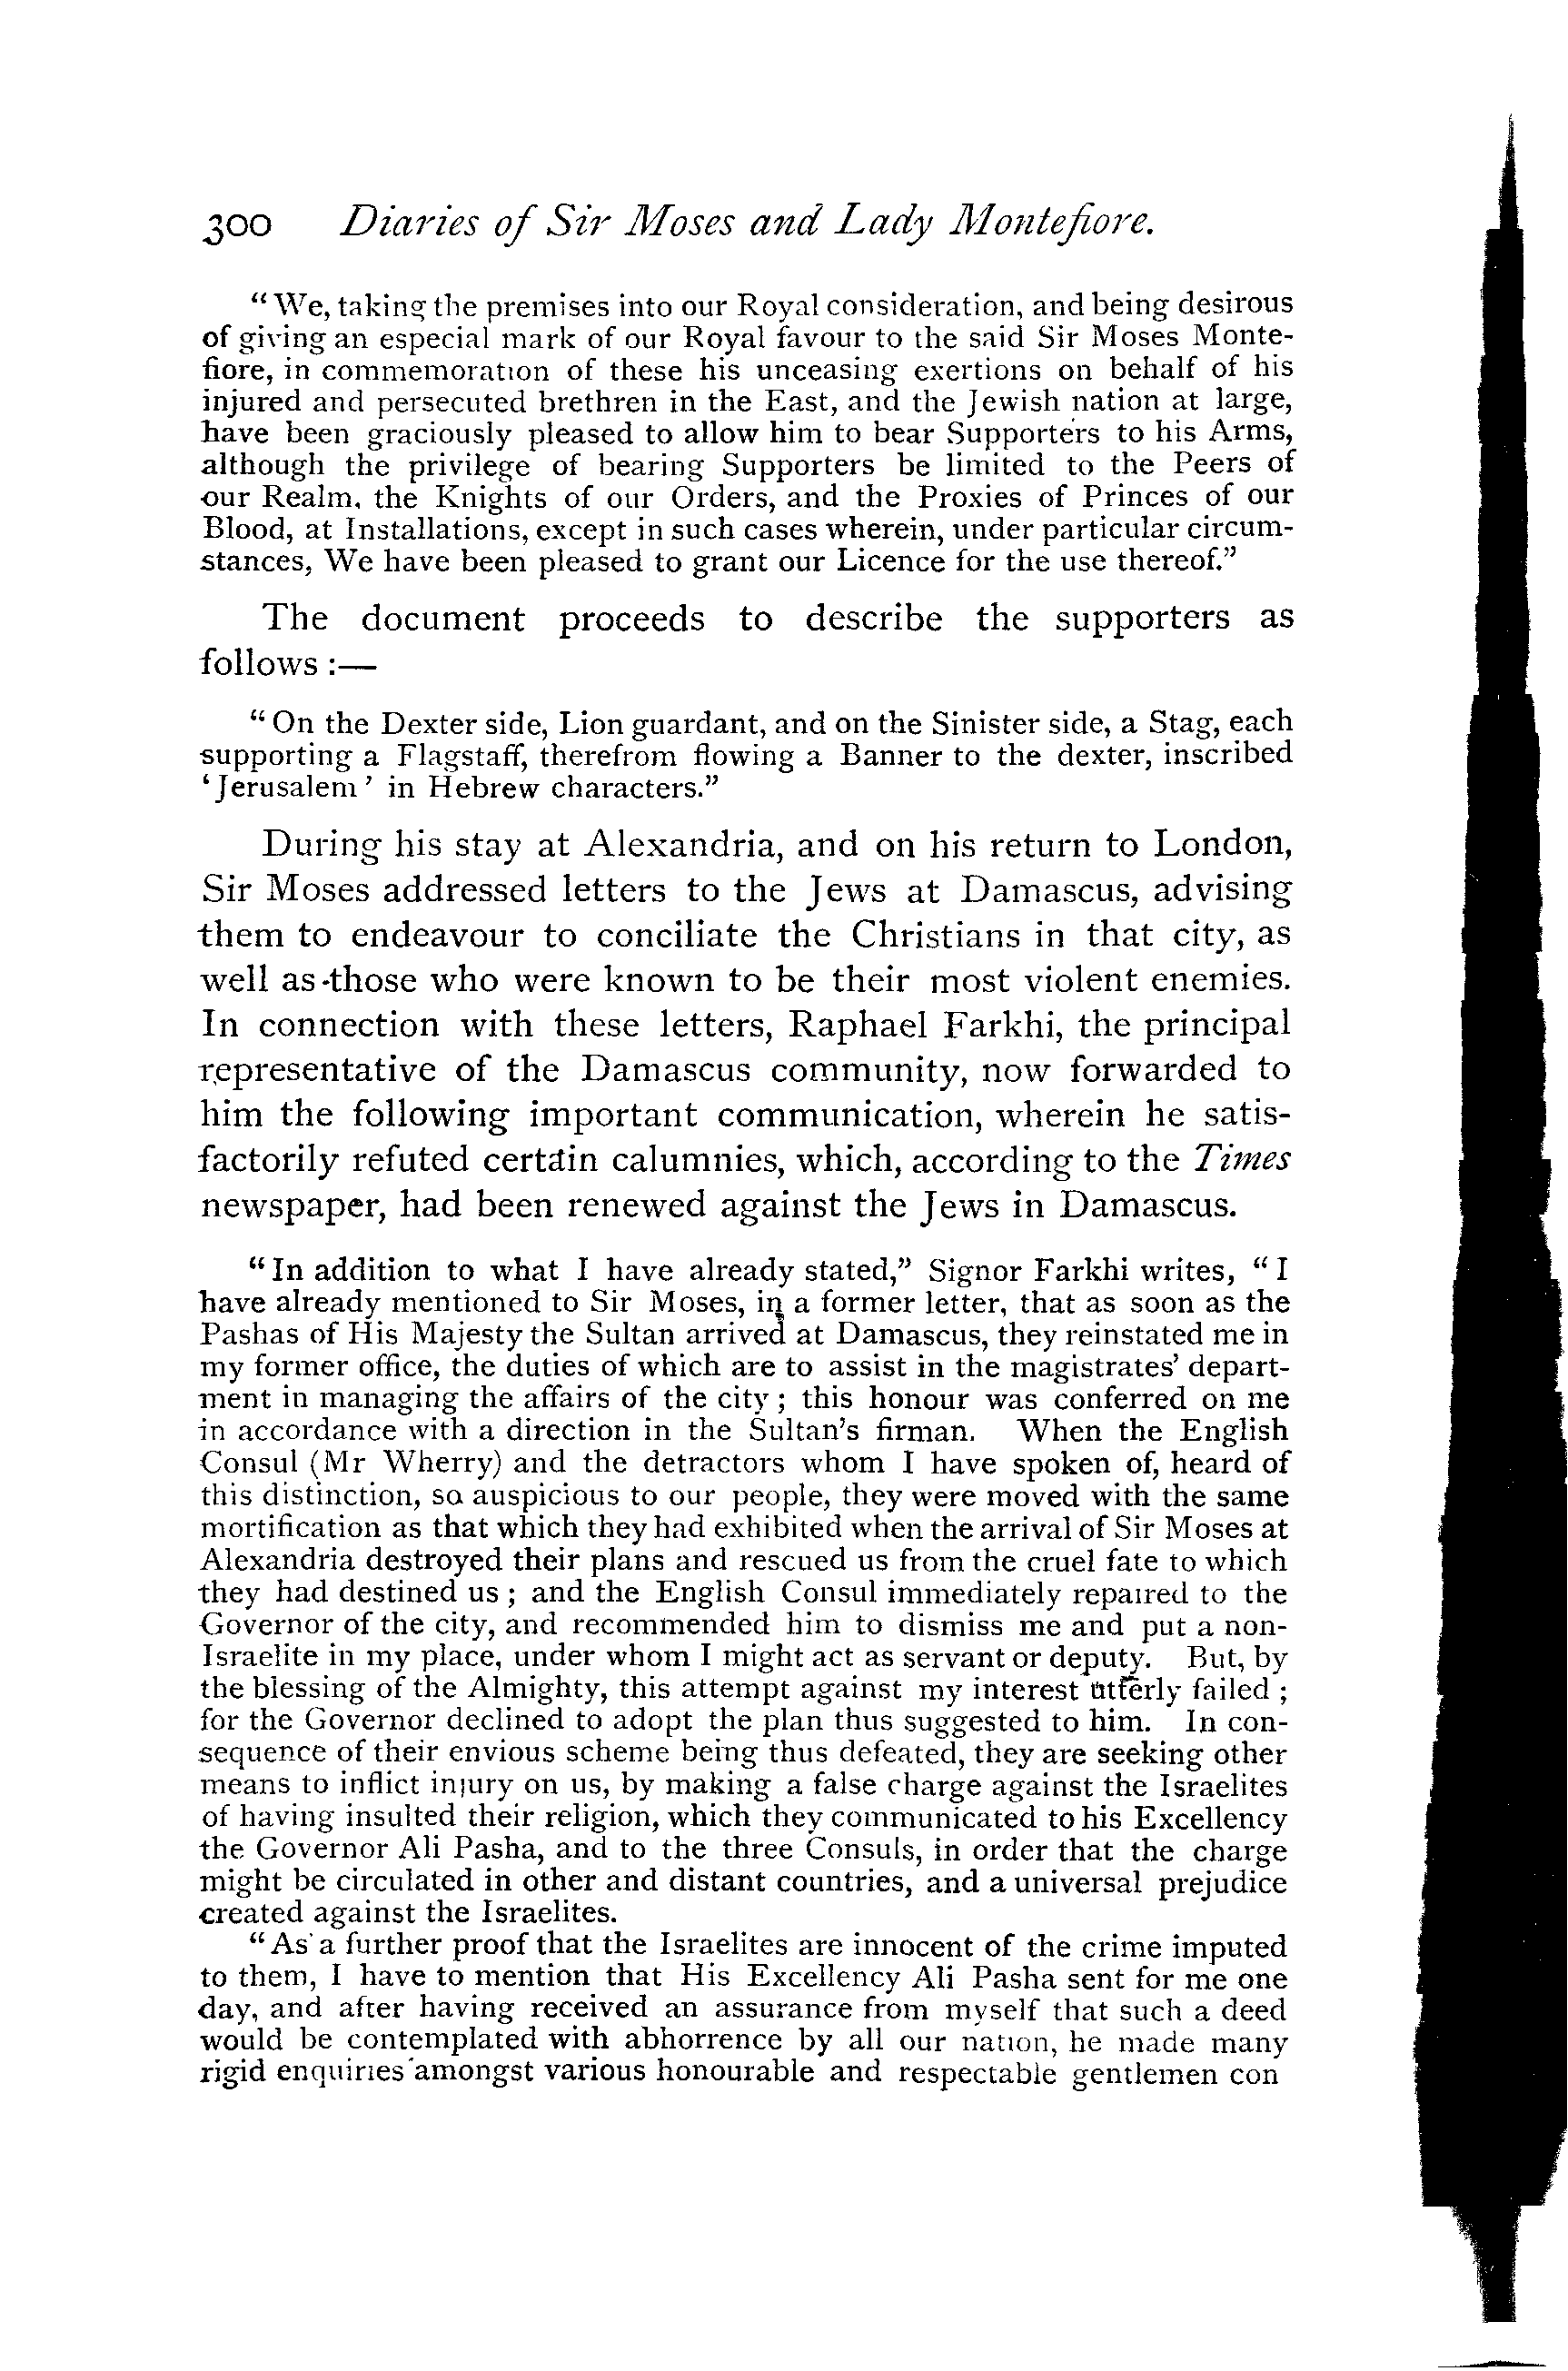 300 Diaries of Sir Moses and Lady Montefiore.
“We, taking the premises into our Royal consideration, and being desirous
of giving an especial mark of our Royal favour to the said Sir Moses Monte-
fiore, in commemoration of these his unceasing exertions on behalf of his
injured and persecuted brethren in the East, and the Jewish nation at large,
have been graciously pleased to allow him to bear Supporters to his Arms,
although the privilege of bearing Supporters be limited to the Peers of
our Realm, the Knights of our Orders, and the Proxies of Princes of our
Blood, at Installations, except in such cases wherein, under particular circum-
stances, We have been pleased to grant our Licence for the use thereof.”
The document proceeds to describe the supporters as
follows :—
“On the Dexter side, Lion guardant, and on the Sinister side, a Stag, each
supporting a Flagstaff, therefrom flowing a Banner to the dexter, inscribed
‘Jerusalem’ in Hebrew characters.”
During his stay at Alexandria, and on his return to London,
Sir Moses addressed letters to the Jews at Damascus, advising
them to endeavour to conciliate the Christians in that city, as
well as those who were known to be their most violent enemies.
In connection with these letters, Raphael Farkhi, the principal
representative of the Damascus community, now forwarded to
him the following important communication, wherein he satis-
factorily refuted certain calumnies, which, according to the Times
newspaper, had been renewed against the Jews in Damascus.
“In addition to what I have already stated,” Signor Farkhi writes, “I
have already mentioned to Sir Moses, in a former letter, that as soon as the
Pashas of His Majesty the Sultan arrived at Damascus, they reinstated me in
my former office, the duties of which are to assist in the magistrates’ depart-
ment in managing the affairs of the city ; this honour was conferred on me
in accordance with a direction in the Sultan’s firman. When the English
Consul (Mr Wherry) and the detractors whom I have spoken of, heard of
this distinction, so auspicious to our people, they were moved with the same
mortification as that which they had exhibited when the arrival of Sir Moses at
Alexandria destroyed their plans and rescued us from the cruel fate to which
they had destined us ; and the English Consul immediately repaired to the
Governor of the city, and recommended him to dismiss me and put a non-
Israelite in my place, under whom I might act as servant or deputy. But, by
the blessing of the Almighty, this attempt against my interest utterly failed ;
for the Governor declined to adopt the plan thus suggested to him. In con-
sequence of their envious scheme being thus defeated, they are seeking other
means to inflict injury on us, by making a false charge against the Israelites
of having insulted their religion, which they communicated to his Excellency
the Governor Ali Pasha, and to the three Consuls, in order that the charge
might be circulated in other and distant countries, and a universal prejudice
created against the Israelites.
“As a further proof that the Israelites are innocent of the crime imputed
to them, I have to mention that His Excellency Ali Pasha sent for me one
day, and after having received an assurance from myself that such a deed
would be contemplated with abhorrence by all our nation, he made many
rigid enquiries amongst various honourable and respectable gentlemen con